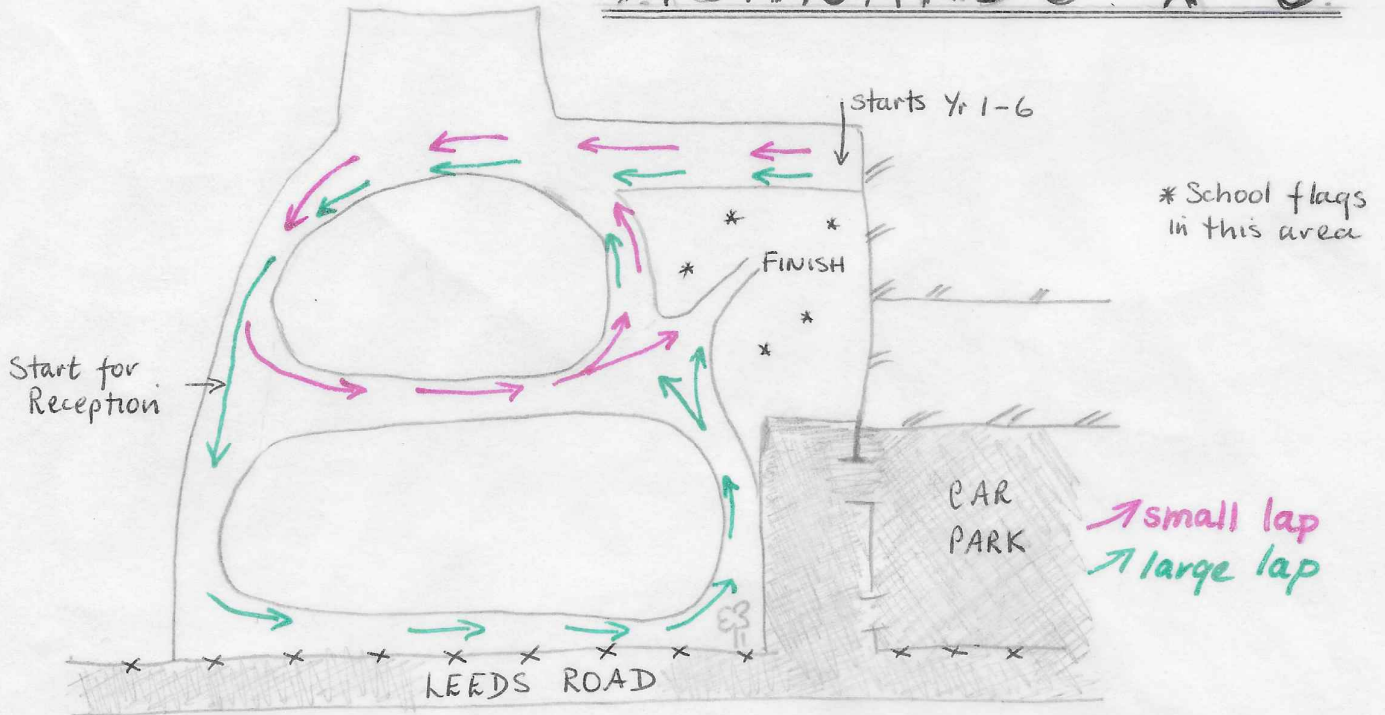 starts Yr 1-6
* School flags
in this area
FINISH
Start for
Reception
CAR
PARK
small lap
large lap
LEEDS ROAD